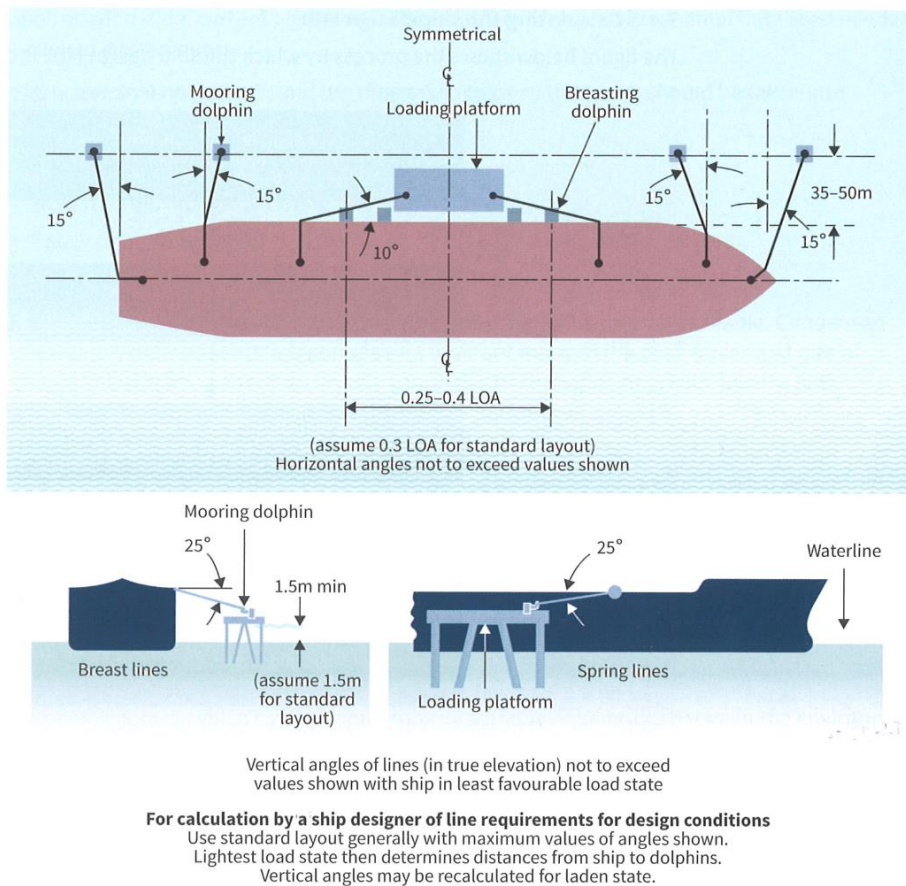 Symmetrical
℄
Mooring
dolphin
Loading platform
Breasting
dolphin
15°
15°
10°
15°
15°
35–50m
℄
0.25–0.4 LOA
(assume 0.3 LOA for standard layout)
Horizontal angles not to exceed values shown
Mooring dolphin
25°
1.5m min
Breast lines
(assume 1.5m
for standard
layout)
25°
Waterline
Loading platform
Spring lines
Vertical angles of lines (in true elevation) not to exceed
values shown with ship in least favourable load state
For calculation by a ship designer of line requirements for design conditions
Use standard layout generally with maximum values of angles shown.
Lightest load state then determines distances from ship to dolphins.
Vertical angles may be recalculated for laden state.